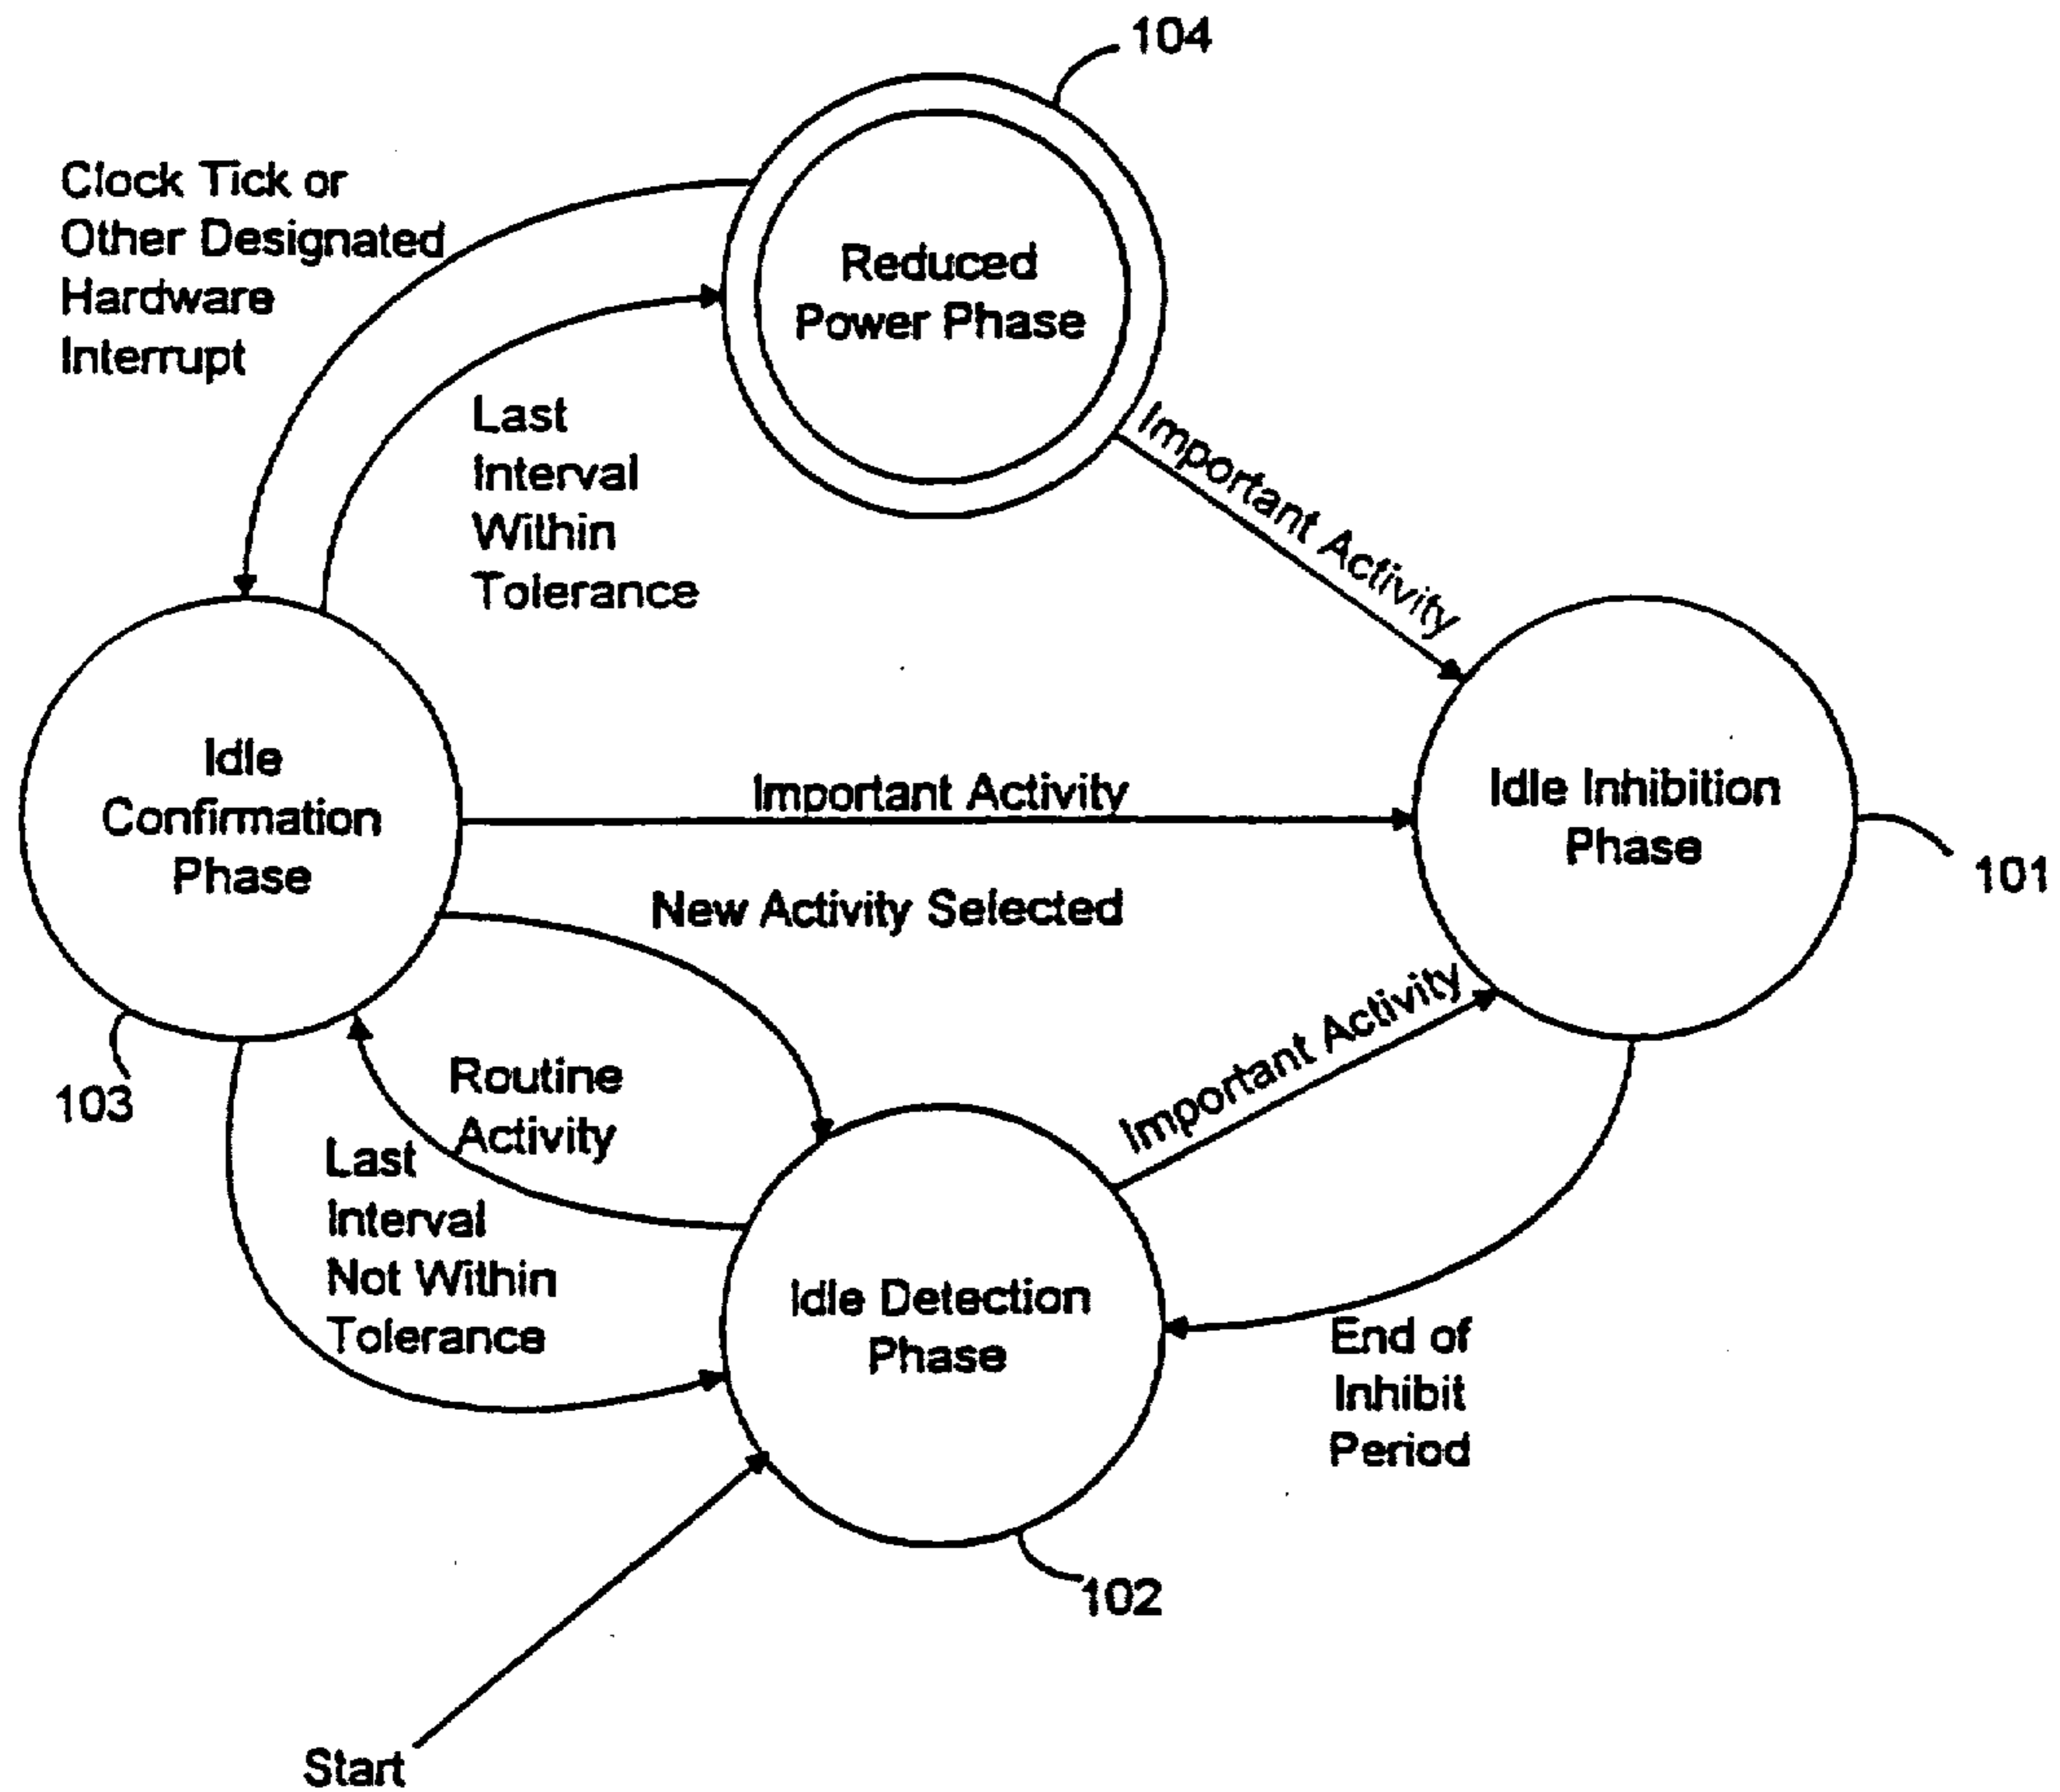 104
Clock Tick or
Other Designated
Hardware
Interrupt
Reduced
Power Phase
Last
Interval
Within
Tolerance
Important Activity
Idle
Confirmation
Phase
Important Activity
Idle Inhibition
Phase
101
New Activity Selected
103
Routine
Activity
Important Activity
Last
Interval
Not Within
Tolerance
Idle Detection
Phase
End of
Inhibit
Period
102
Start